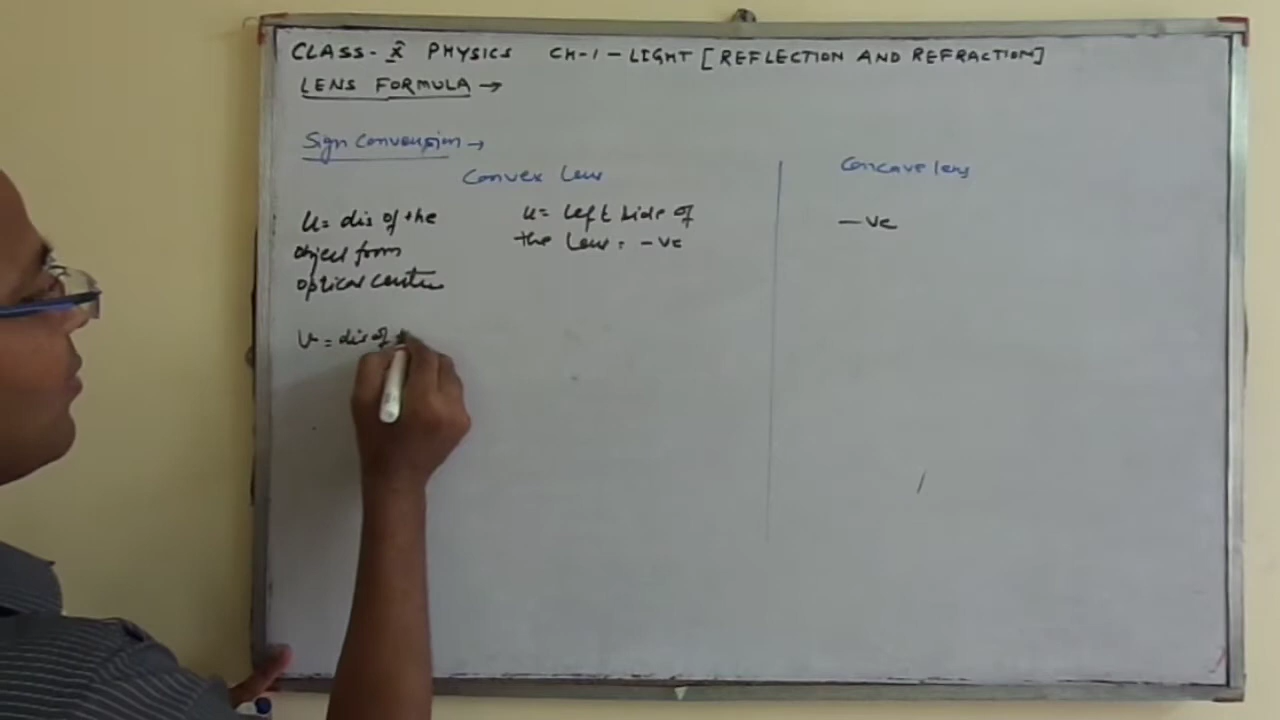 CLASS-X PHYSICS CH-1-LIGHT [REFLECTION AND REFRACTION]
LENS FORMULA →
Sign Convension →
Convex Lens
Concave lens
u= dis of the
object from
optical centre
u= left side of
the lens = -ve
-ve
v = dis of